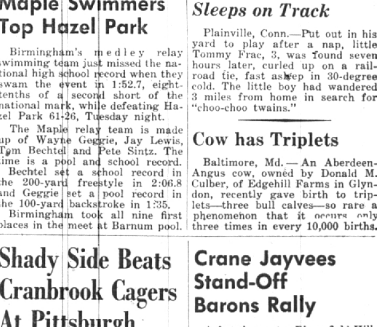 Maple Swimmers
Top Hazel Park
Birmingham's medley relay
swimming team just missed the na-
tional high school record when they
swam the event in 1:52.7, eight-
tenths of a second short of the
national mark, while defeating Ha-
zel Park 61-26, Tuesday night.
The Maple relay team is made
up of Wayne Geggie, Jay Lewis,
Tom Bechtel and Pete Sintz. The
time is a pool and school record.
Bechtel set a school record in
the 200-yard freestyle in 2:06.8
and Geggie set a pool record in
the 100-yard backstroke in 1:35.
Birmingham took all nine first
places in the meet at Barnum pool.
Shady Side Beats
Cranbrook Cagers
At Pittsburgh
Sleeps on Track
Plainville, Conn.—Put out in his
yard to play after a nap, little
Tommy Frac, 3, was found seven
hours later, curled up on a rail-
road tie, fast asleep in 30-degree
cold. The little boy had wandered
3 miles from home in search for
"choo-choo twains."
Cow has Triplets
Baltimore, Md. — An Aberdeen-
Angus cow, owned by Donald M.
Culber, of Edgehill Farms in Glyn-
don, recently gave birth to trip-
lets—three bull calves—so rare a
phenomenon that it occurs only
three times in every 10,000 births.
Crane Jayvees
Stand-Off
Barons Rally